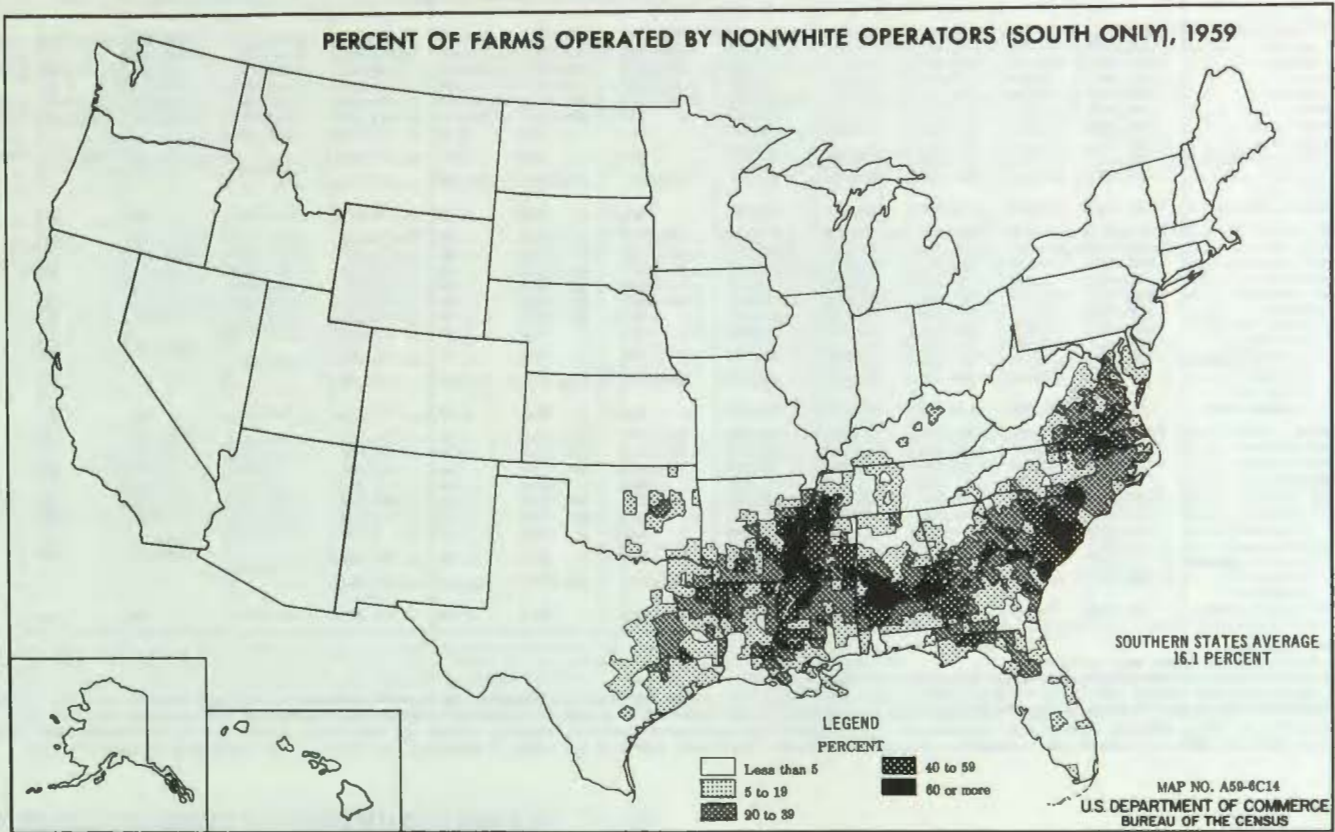 PERCENT OF FARMS OPERATED BY NONWHITE OPERATORS (SOUTH ONLY), 1959
SOUTHERN STATES AVERAGE
16.1 PERCENT
LEGEND
PERCENT
Less than 5
5 to 19
20 to 39
40 to 59
60 or more
MAP NO. A59-6C14
U.S. DEPARTMENT OF COMMERCE
BUREAU OF THE CENSUS